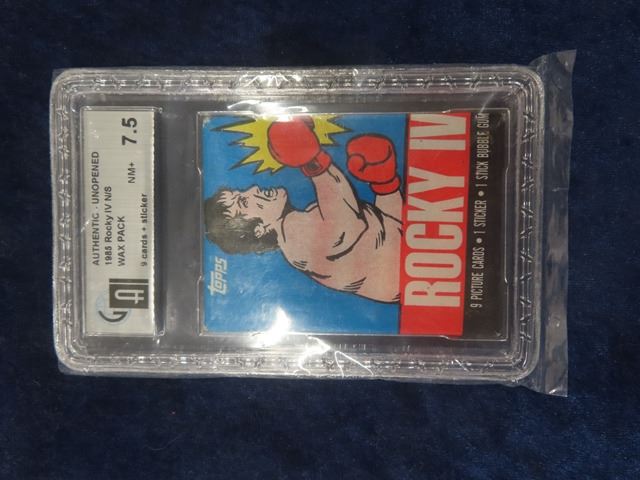 AUTHENTIC - UNOPENED
1985 Rocky IV N/S
WAX PACK
9 cards + sticker
NM+
7.5
GAI
topps
ROCKY IV
9 PICTURE CARDS • 1 STICKER • 1 STICK BUBBLE GUM